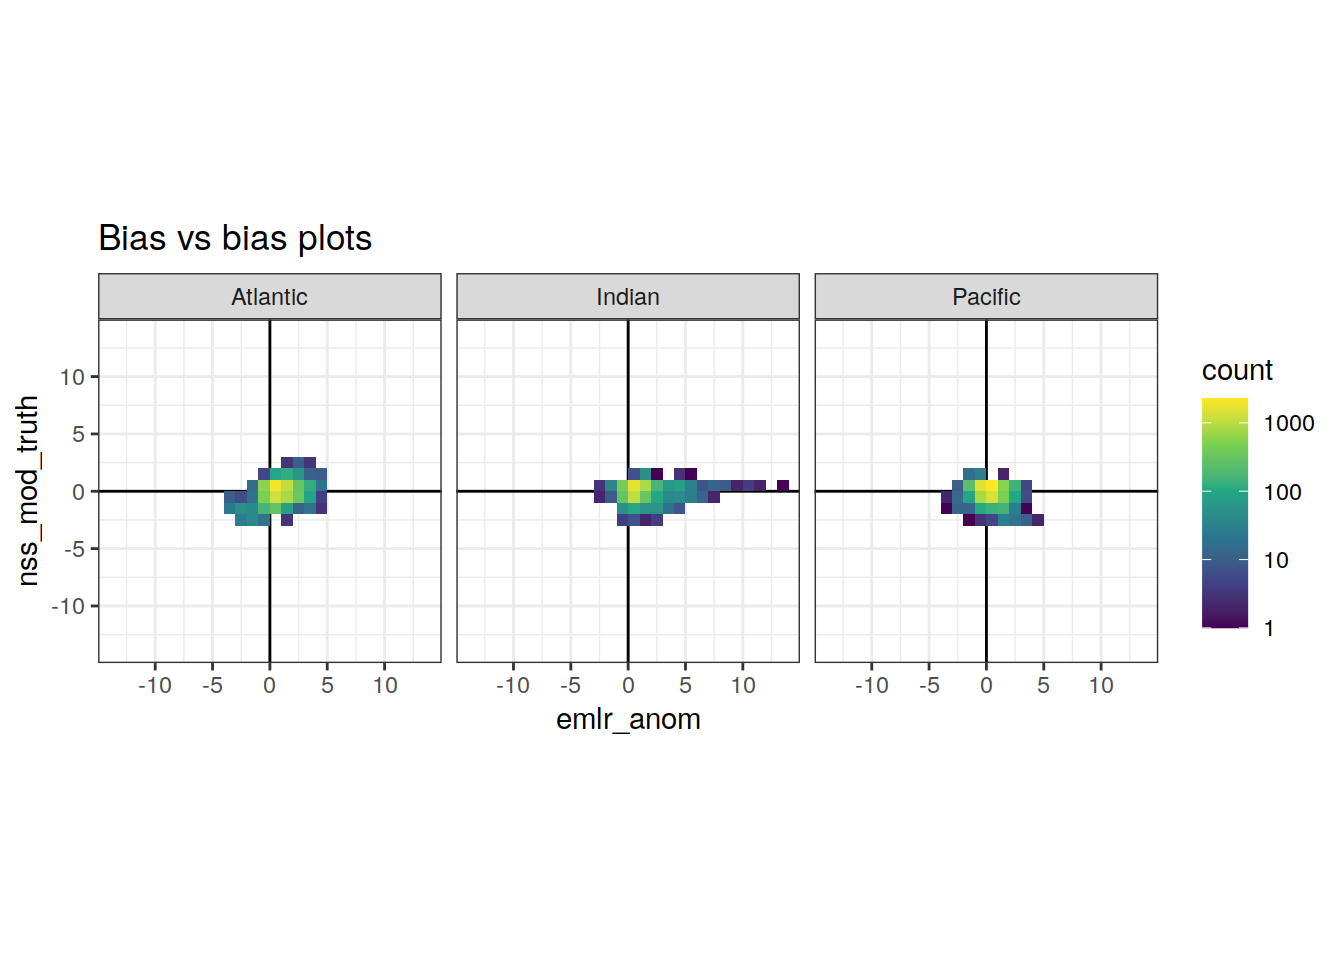 Bias vs bias plots
Atlantic Indian Pacific
nss_mod_truth
10
5
0
-5
-10
-10 -5 0 5 10 -10 -5 0 5 10 -10 -5 0 5 10
emlr_anom
count
1000
100
10
1